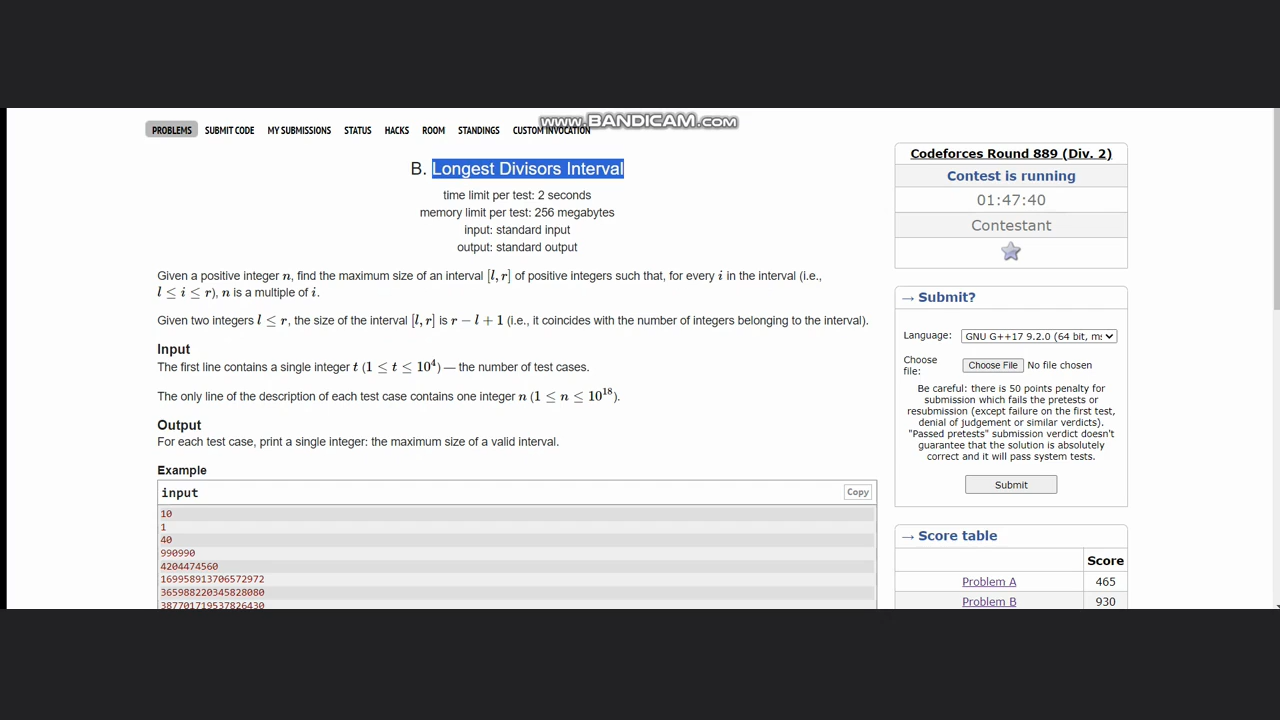 www.BANDICAM.com
PROBLEMS SUBMIT CODE MY SUBMISSIONS STATUS HACKS ROOM STANDINGS CUSTOM INVOCATION
B. Longest Divisors Interval
time limit per test: 2 seconds
memory limit per test: 256 megabytes
input: standard input
output: standard output
Given a positive integer n, find the maximum size of an interval [l, r] of positive integers such that, for every i in the interval (i.e.,
l ≤ i ≤ r), n is a multiple of i.
Given two integers l ≤ r, the size of the interval [l, r] is r − l + 1 (i.e., it coincides with the number of integers belonging to the interval).
Input
The first line contains a single integer t (1 ≤ t ≤ 10^4) — the number of test cases.
The only line of the description of each test case contains one integer n (1 ≤ n ≤ 10^18).
Output
For each test case, print a single integer: the maximum size of a valid interval.
Example
input
Copy
10
1
40
990990
4204474560
169958913706572972
365988220345828080
387701719537826430
Codeforces Round 889 (Div. 2)
Contest is running
01:47:40
Contestant
→ Submit?
Language: GNU G++17 9.2.0 (64 bit, ms
Choose file: Choose File No file chosen
Be careful: there is 50 points penalty for
submission which fails the pretests or
resubmission (except failure on the first test,
denial of judgement or similar verdicts).
"Passed pretests" submission verdict doesn't
guarantee that the solution is absolutely
correct and it will pass system tests.
Submit
→ Score table
Score
Problem A 465
Problem B 930